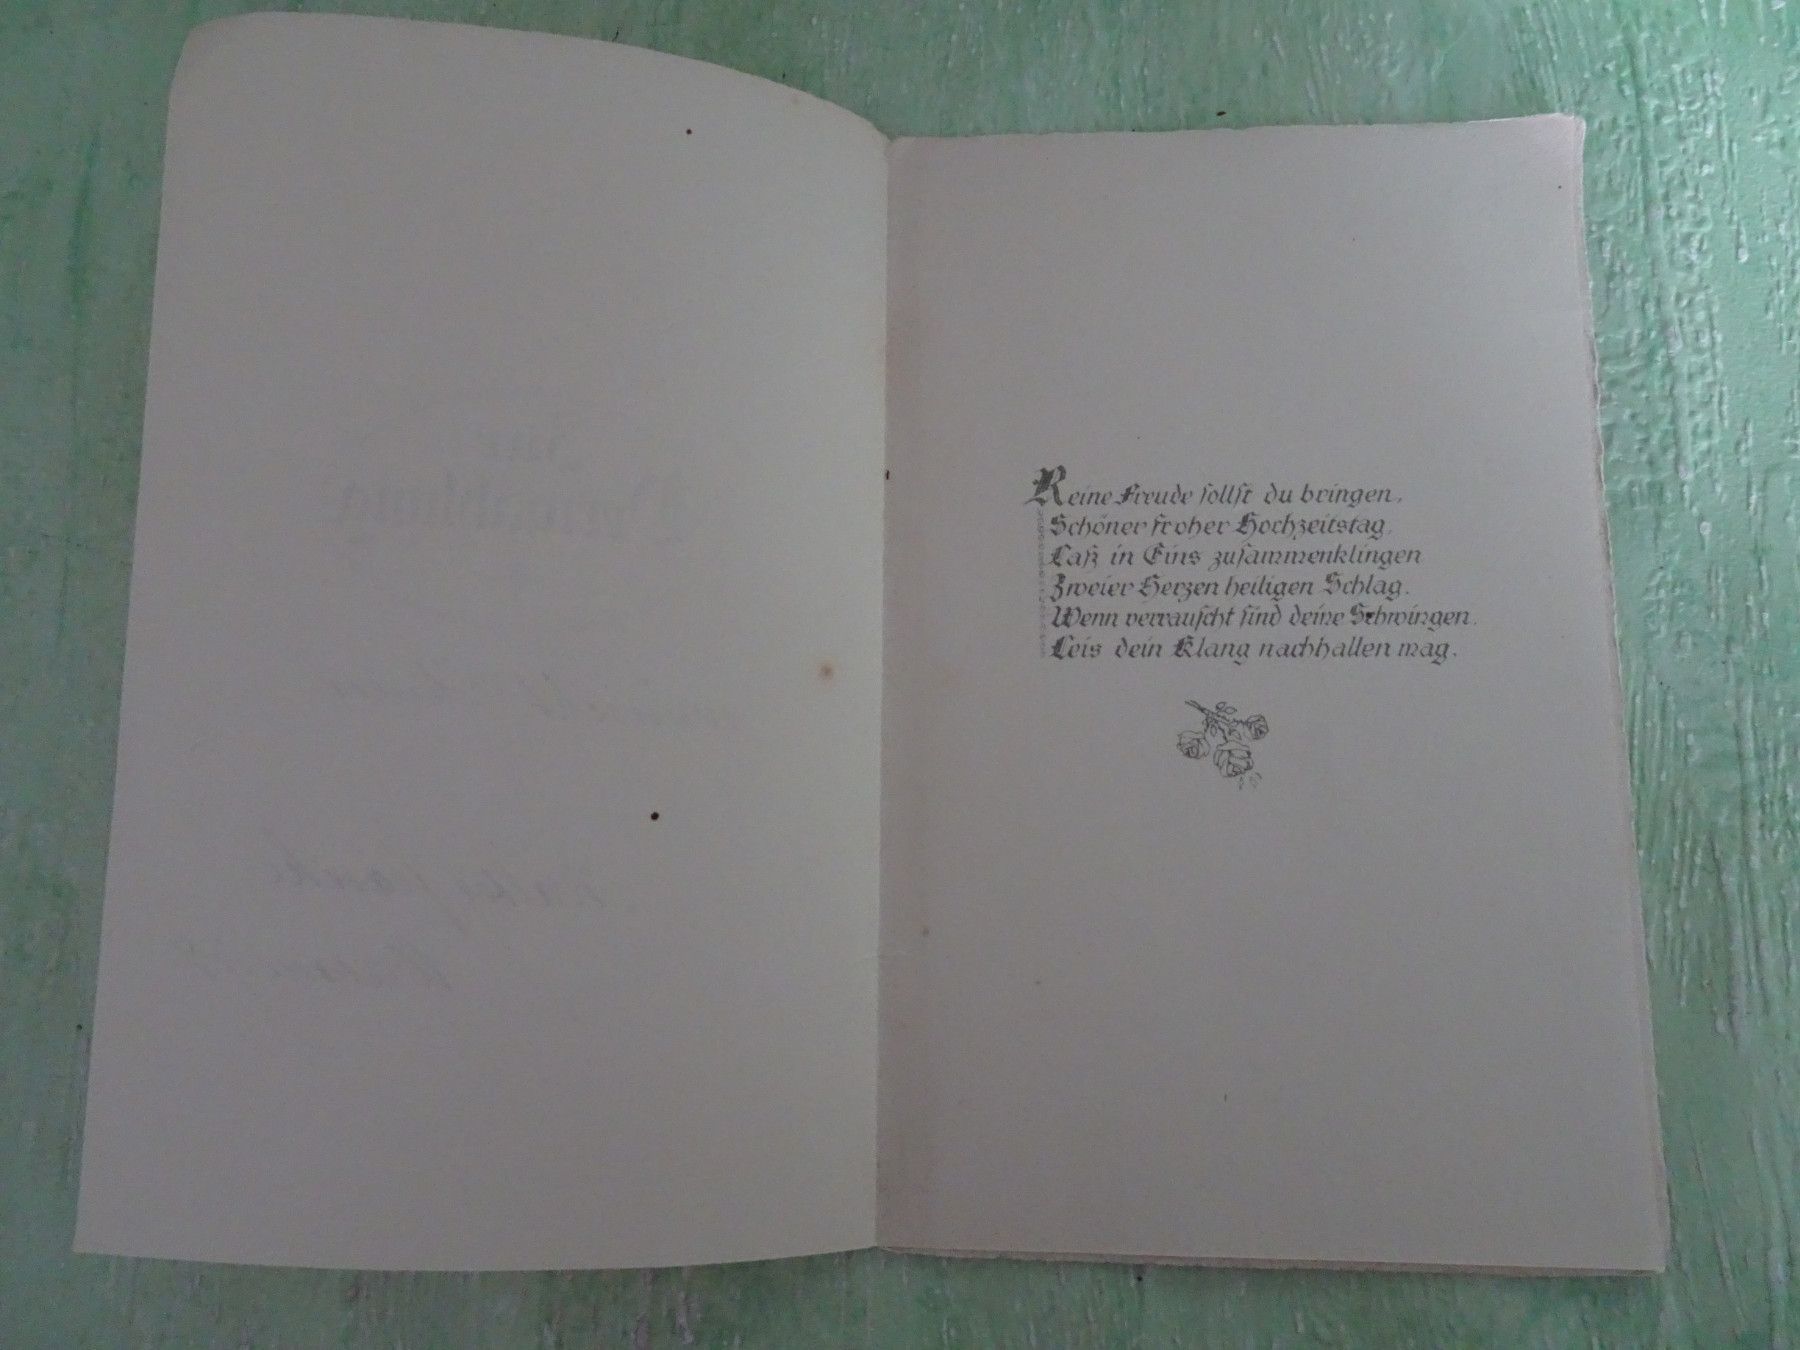 Reine Freude sollst du bringen,
Schöner froher Hochzeitstag,
Laß in Eins zusammenklingen
Zweier Herzen heiligen Schlag.
Wenn verrauscht sind deine Schwingen,
Leis dein Klang nachhallen mag.